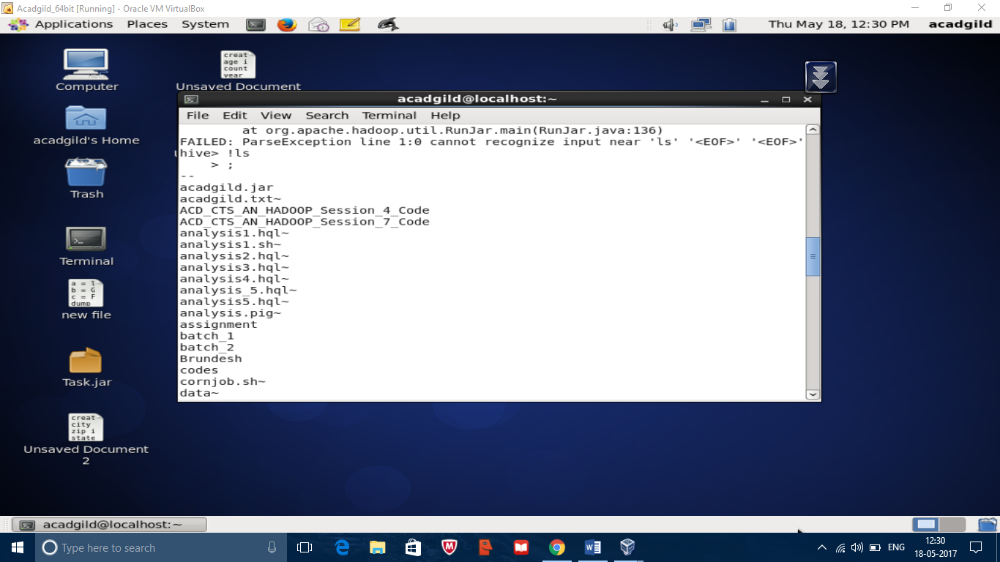 Acadgild_64bit [Running] - Oracle VM VirtualBox
Applications Places System Thu May 18, 12:30 PM acadgild
Computer
creat
age i
count
year
Unsaved Document
acadgild's Home
Trash
Terminal
a = l
b = G
c = F
dump
new file
Task.jar
creat
city
zip i
state
Unsaved Document
2
acadgild@localhost:~
File Edit View Search Terminal Help
at org.apache.hadoop.util.RunJar.main(RunJar.java:136)
FAILED: ParseException line 1:0 cannot recognize input near 'ls' '<EOF>' '<EOF>'
hive> !ls
> ;
--
acadgild.jar
acadgild.txt~
ACD_CTS_AN_HADOOP_Session_4_Code
ACD_CTS_AN_HADOOP_Session_7_Code
analysis1.hql~
analysis1.sh~
analysis2.hql~
analysis3.hql~
analysis4.hql~
analysis_5.hql~
analysis5.hql~
analysis.pig~
assignment
batch_1
batch_2
Brundesh
codes
cornjob.sh~
data~
acadgild@localhost:~
Type here to search
ENG
12:30
18-05-2017